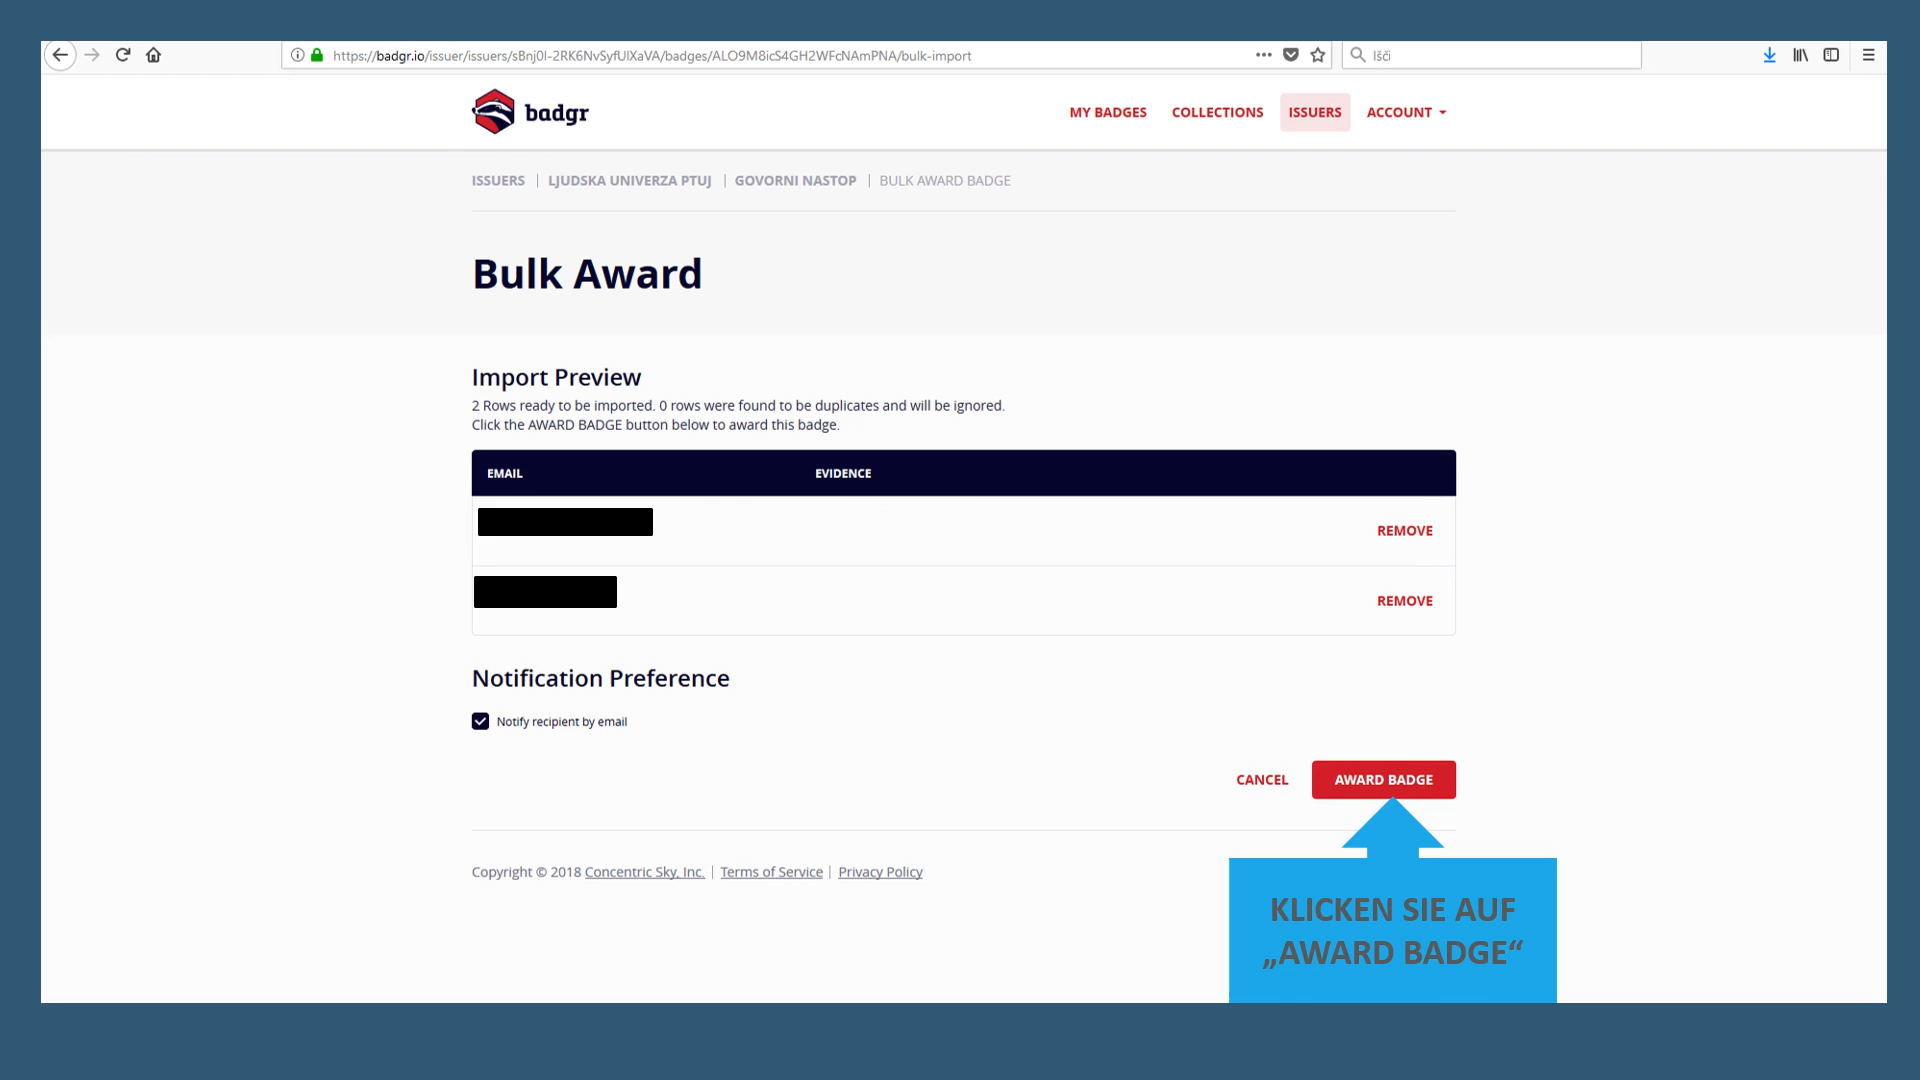 https://badgr.io/issuer/issuers/sBnj0I-2RK6NvSyfUIXaVA/badges/ALO9M8icS4GH2WFcNAmPNA/bulk-import
Išči
badgr
MY BADGES COLLECTIONS ISSUERS ACCOUNT
ISSUERS | LJUDSKA UNIVERZA PTUJ | GOVORNI NASTOP | BULK AWARD BADGE
Bulk Award
Import Preview
2 Rows ready to be imported. 0 rows were found to be duplicates and will be ignored.
Click the AWARD BADGE button below to award this badge.
EMAIL EVIDENCE
REMOVE
REMOVE
Notification Preference
Notify recipient by email
CANCEL AWARD BADGE
Copyright © 2018 Concentric Sky, Inc. | Terms of Service | Privacy Policy
KLICKEN SIE AUF
„AWARD BADGE“